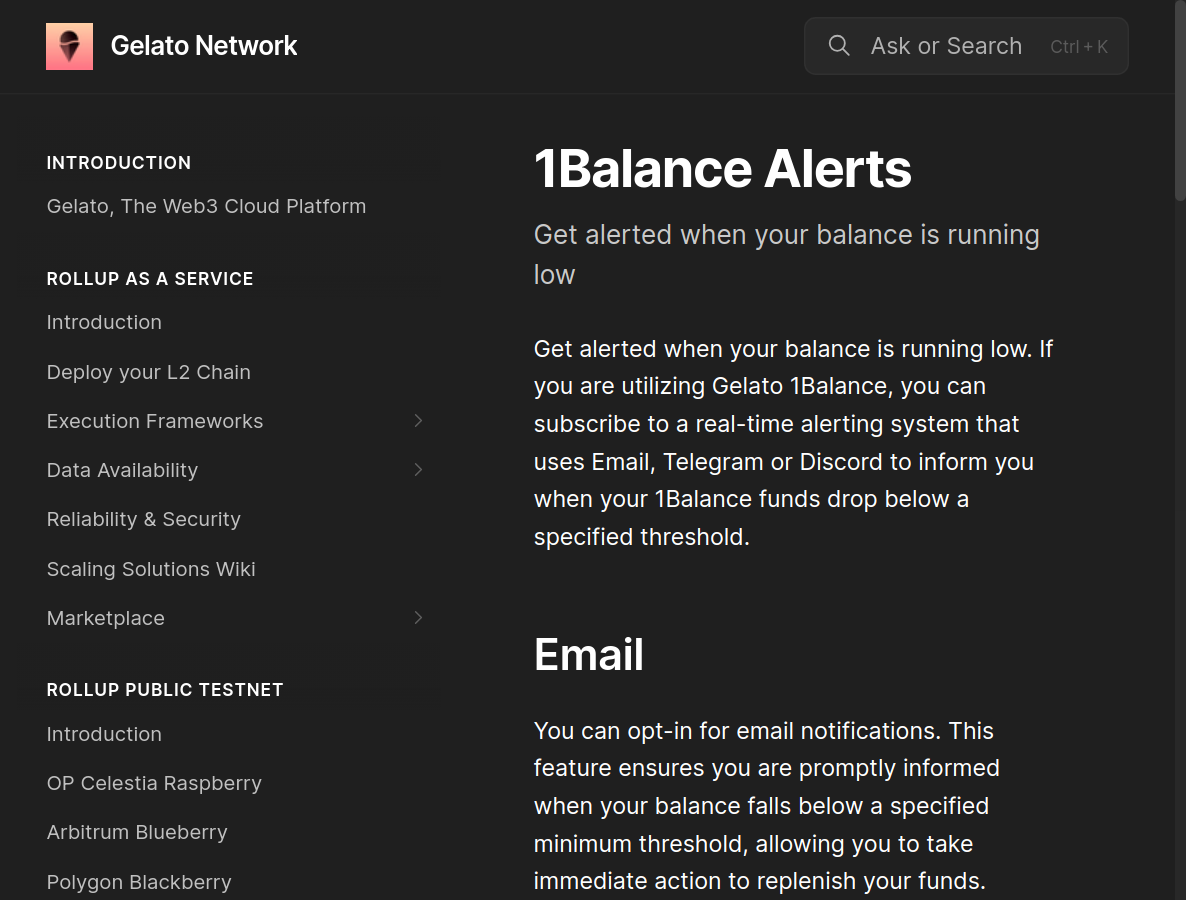 Gelato Network
Ask or Search Ctrl + K
INTRODUCTION
Gelato, The Web3 Cloud Platform
ROLLUP AS A SERVICE
Introduction
Deploy your L2 Chain
Execution Frameworks
Data Availability
Reliability & Security
Scaling Solutions Wiki
Marketplace
ROLLUP PUBLIC TESTNET
Introduction
OP Celestia Raspberry
Arbitrum Blueberry
Polygon Blackberry
1Balance Alerts
Get alerted when your balance is running
low
Get alerted when your balance is running low. If
you are utilizing Gelato 1Balance, you can
subscribe to a real-time alerting system that
uses Email, Telegram or Discord to inform you
when your 1Balance funds drop below a
specified threshold.
Email
You can opt-in for email notifications. This
feature ensures you are promptly informed
when your balance falls below a specified
minimum threshold, allowing you to take
immediate action to replenish your funds.